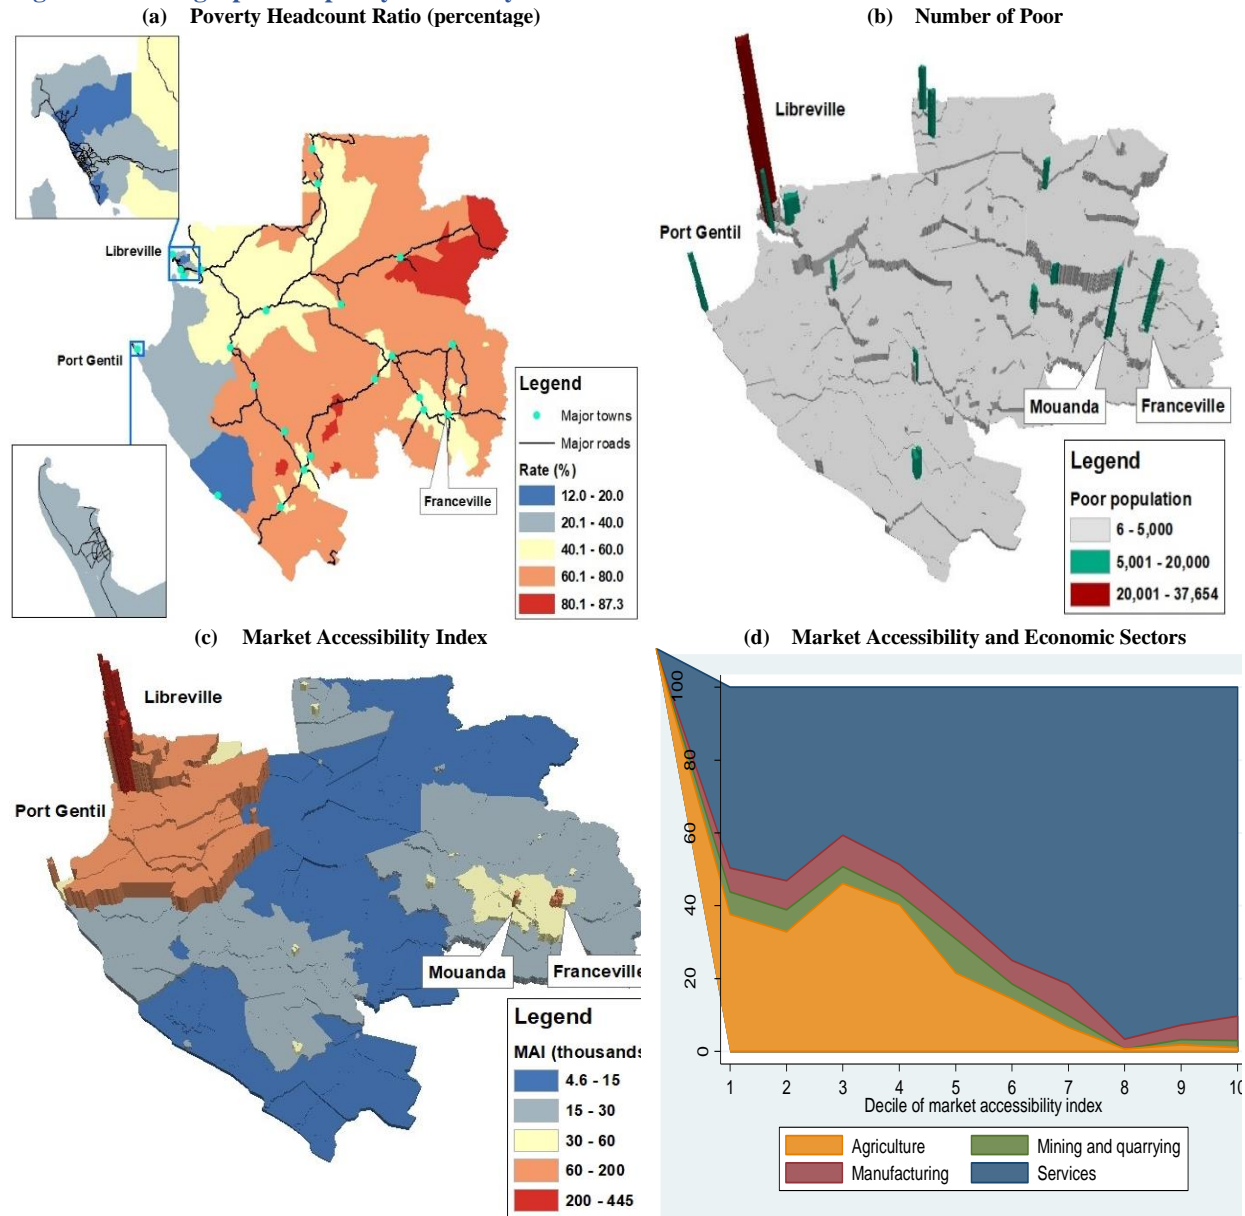 (a) Poverty Headcount Ratio (percentage)
Libreville
Port Gentil
Franceville
Legend
Major towns
Major roads
Rate (%)
12.0 - 20.0
20.1 - 40.0
40.1 - 60.0
60.1 - 80.0
80.1 - 87.3
(b) Number of Poor
Libreville
Port Gentil
Mouanda
Franceville
Legend
Poor population
6 - 5,000
5,001 - 20,000
20,001 - 37,654
(c) Market Accessibility Index
Libreville
Port Gentil
Mouanda
Franceville
Legend
MAI (thousands
4.6 - 15
15 - 30
30 - 60
60 - 200
200 - 445
(d) Market Accessibility and Economic Sectors
100
80
60
40
20
0
1 2 3 4 5 6 7 8 9 10
Decile of market accessibility index
Agriculture
Mining and quarrying
Manufacturing
Services